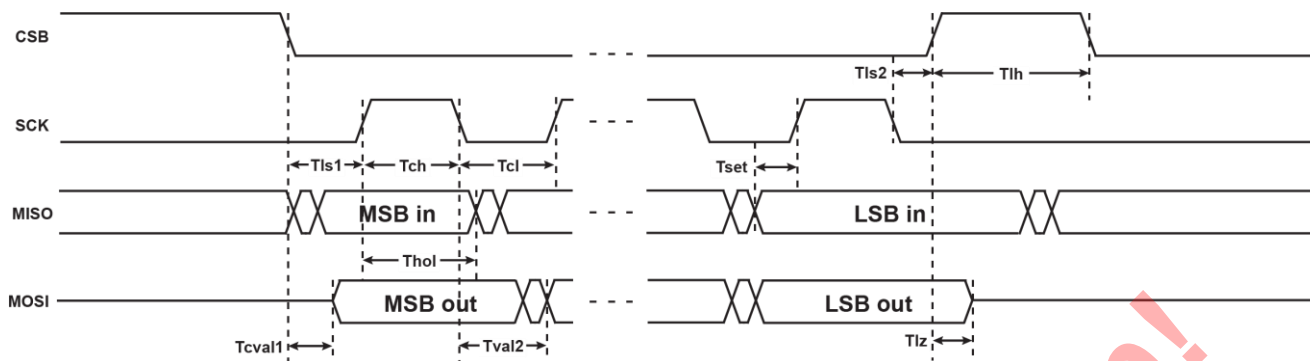 CSB
Tls2
Tlh
SCK
Tls1
Tch
Tcl
Tset
MISO
MSB in
LSB in
Thol
MOSI
MSB out
LSB out
Tcval1
Tval2
Tlz